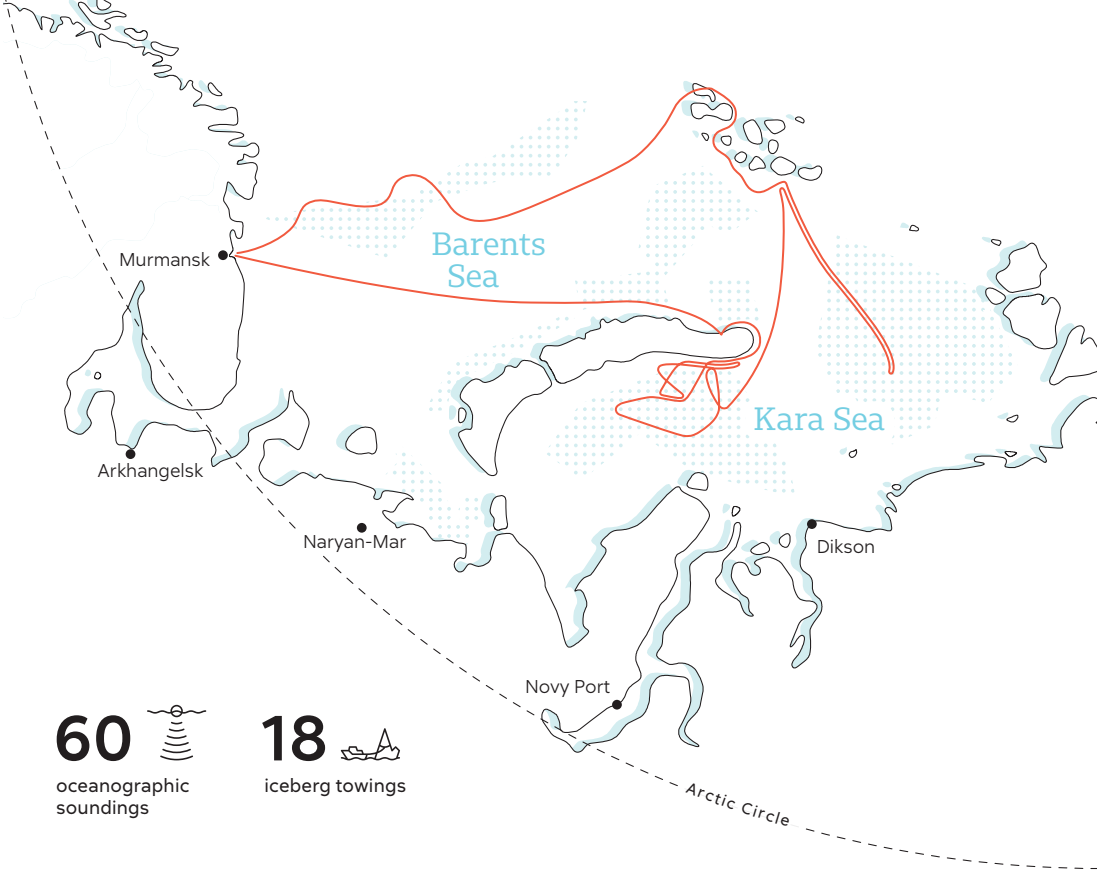 Barents
Sea
Murmansk
Kara Sea
Arkhangelsk
Naryan-Mar
Dikson
Novy Port
60
oceanographic
soundings
18
iceberg towings
Arctic Circle